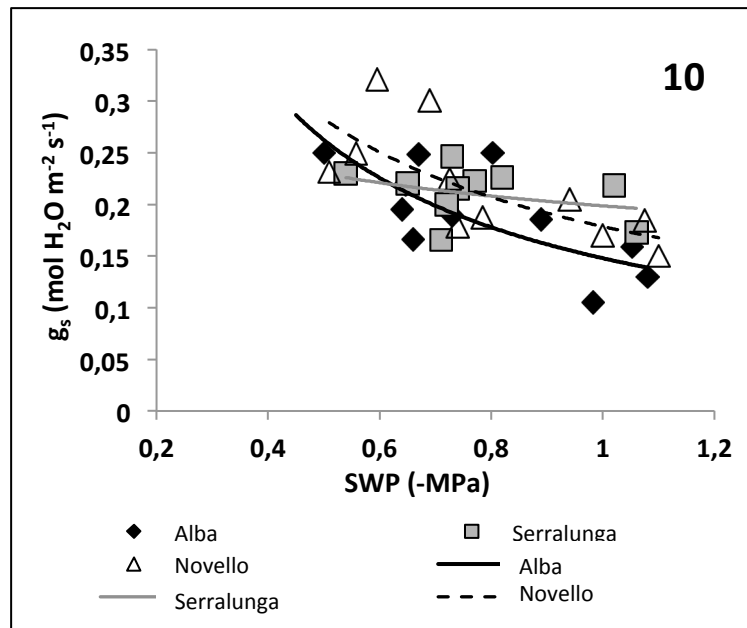 10
0,35
0,3
0,25
0,2
0,15
0,1
0,05
0
gs (mol H2O m-2 s-1)
0,2 0,4 0,6 0,8 1 1,2
SWP (-MPa)
Alba Serralunga
Novello Alba
Serralunga Novello